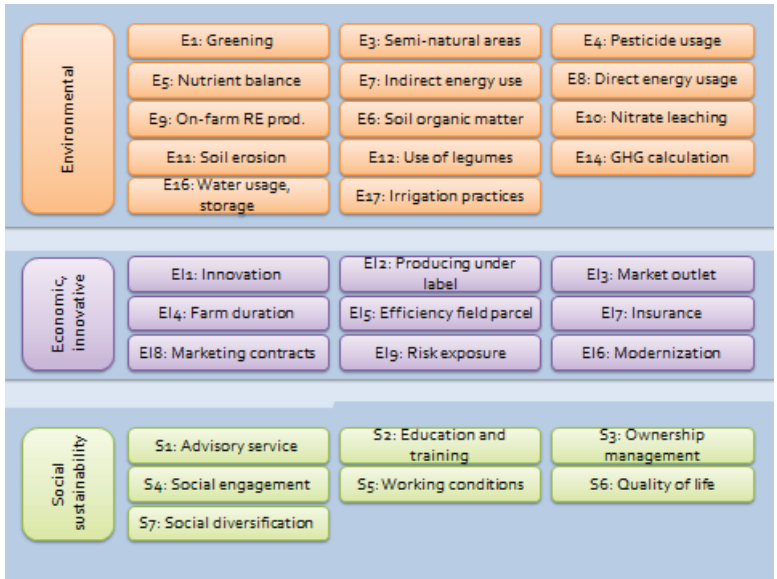 Environmental
E1: Greening
E3: Semi-natural areas
E4: Pesticide usage
E5: Nutrient balance
E7: Indirect energy use
E8: Direct energy usage
E9: On-farm RE prod.
E6: Soil organic matter
E10: Nitrate leaching
E11: Soil erosion
E12: Use of legumes
E14: GHG calculation
E16: Water usage,
storage
E17: Irrigation practices
Economic,
innovative
EI1: Innovation
EI2: Producing under
label
EI3: Market outlet
EI4: Farm duration
EI5: Efficiency field parcel
EI7: Insurance
EI8: Marketing contracts
EI9: Risk exposure
EI6: Modernization
Social
sustainability
S1: Advisory service
S2: Education and
training
S3: Ownership
management
S4: Social engagement
S5: Working conditions
S6: Quality of life
S7: Social diversification